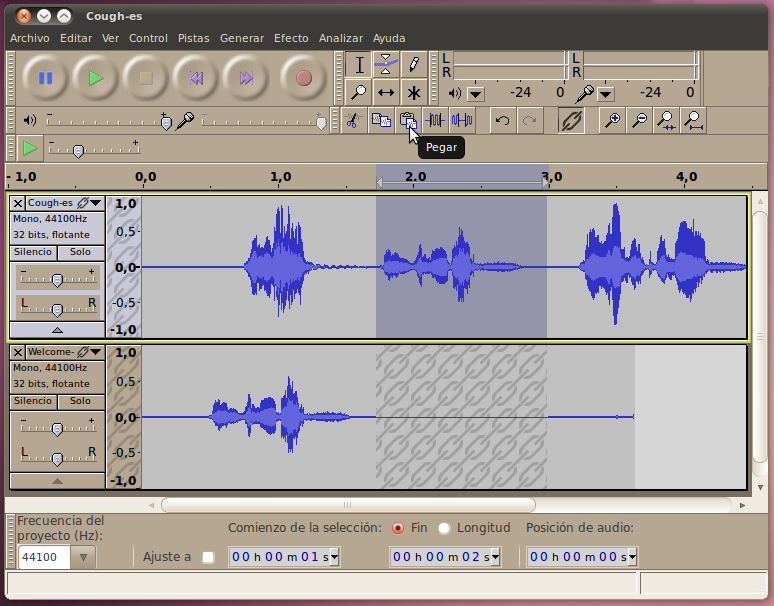 Cough-es
Archivo Editar Ver Control Pistas Generar Efecto Analizar Ayuda
L
R
-24 0
L
R
-24 0
Pegar
- 1,0 0,0 1,0 2.0 3,0 4,0
Cough-es
Mono, 44100Hz
32 bits, flotante
Silencio Solo
- +
L R
1,0
0,5
0,0
-0,5
-1,0
Welcome-
Mono, 44100Hz
32 bits, flotante
Silencio Solo
- +
L R
1,0
0,5
0,0
-0,5
-1,0
Frecuencia del
proyecto (Hz):
44100
Ajuste a
Comienzo de la selección: Fin Longitud Posición de audio:
00 h 00 m 01 s 00 h 00 m 02 s 00 h 00 m 00 s